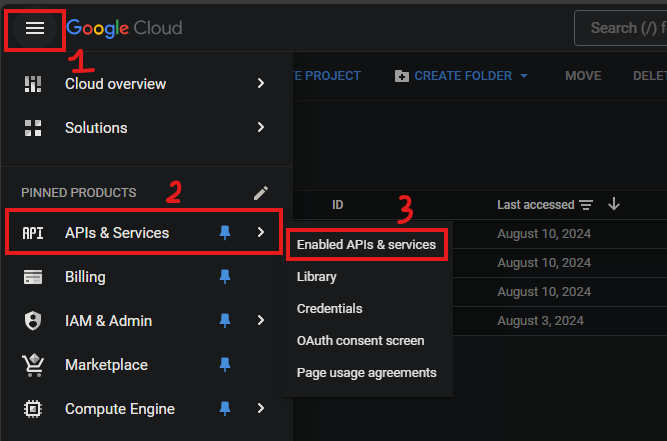 Google Cloud
Search (/) f
1
Cloud overview
TE PROJECT
CREATE FOLDER
MOVE
DELET
Solutions
PINNED PRODUCTS
2
ID
3
Last accessed
API
APIs & Services
August 10, 2024
Enabled APIs & services
August 10, 2024
Billing
Library
August 10, 2024
IAM & Admin
Credentials
August 3, 2024
OAuth consent screen
Marketplace
Page usage agreements
Compute Engine